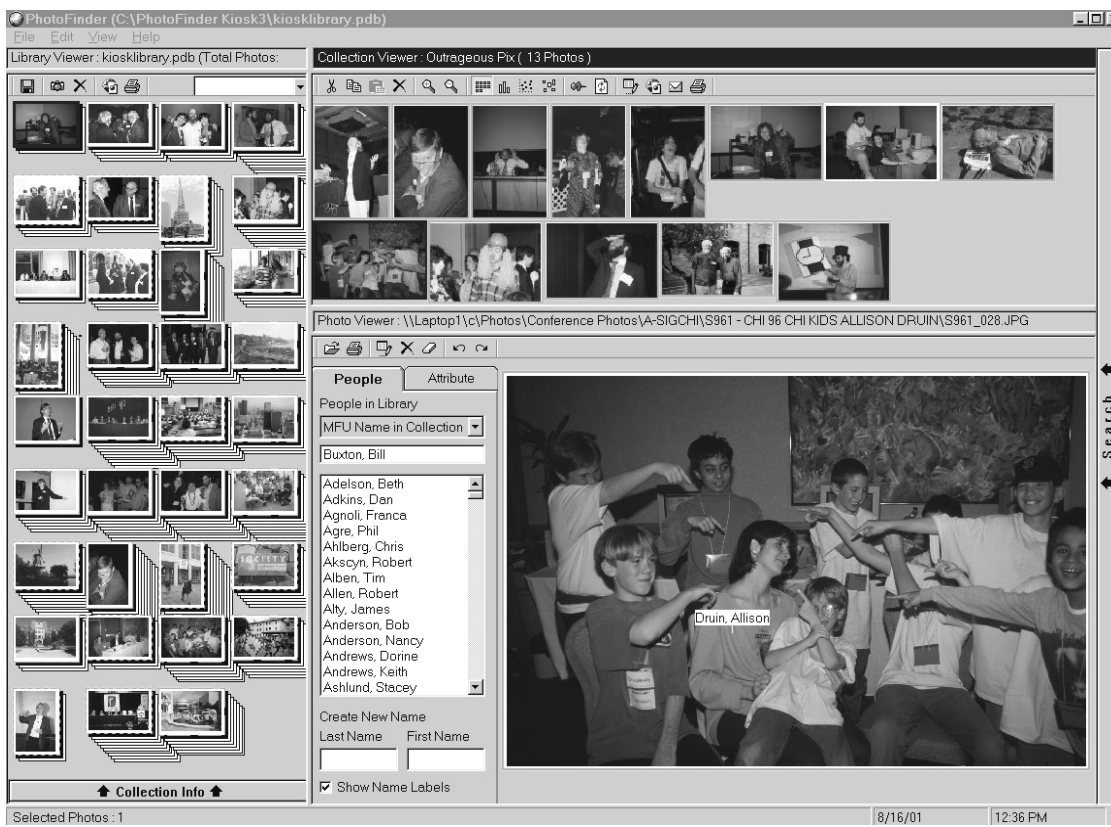 PhotoFinder (C:\PhotoFinder Kiosk3\kiosklibrary.pdb)
File Edit View Help
Library Viewer : kiosklibrary.pdb (Total Photos:
Collection Viewer : Outrageous Pix ( 13 Photos )
SOCIETY
Collection Info
Photo Viewer : \\Laptop1\c\Photos\Conference Photos\A-SIGCHI\S961 - CHI 96 CHI KIDS ALLISON DRUIN\S961_028.JPG
People
Attribute
People in Library
MFU Name in Collection
Buxton, Bill
Adelson, Beth
Adkins, Dan
Agnoli, Franca
Agre, Phil
Ahlberg, Chris
Akscyn, Robert
Alben, Tim
Allen, Robert
Alty, James
Anderson, Bob
Anderson, Nancy
Andrews, Dorine
Andrews, Keith
Ashlund, Stacey
Create New Name
Last Name First Name
Show Name Labels
Druin, Allison
Search
Selected Photos : 1
8/16/01
12:36 PM